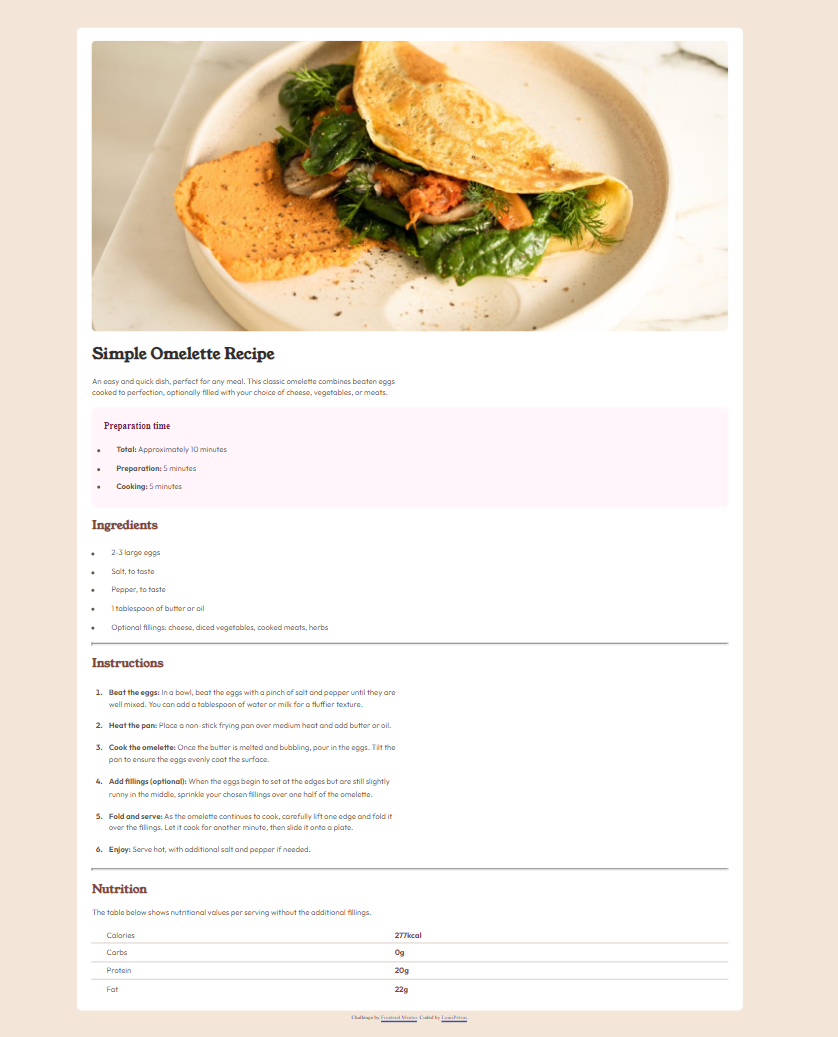 Simple Omelette Recipe
An easy and quick dish, perfect for any meal. This classic omelette combines beaten eggs
cooked to perfection, optionally filled with your choice of cheese, vegetables, or meats.
Preparation time
Total: Approximately 10 minutes
Preparation: 5 minutes
Cooking: 5 minutes
Ingredients
2-3 large eggs
Salt, to taste
Pepper, to taste
1 tablespoon of butter or oil
Optional fillings: cheese, diced vegetables, cooked meats, herbs
Instructions
1. Beat the eggs: In a bowl, beat the eggs with a pinch of salt and pepper until they are
well mixed. You can add a tablespoon of water or milk for a fluffier texture.
2. Heat the pan: Place a non-stick frying pan over medium heat and add butter or oil.
3. Cook the omelette: Once the butter is melted and bubbling, pour in the eggs. Tilt the
pan to ensure the eggs evenly coat the surface.
4. Add fillings (optional): When the eggs begin to set at the edges but are still slightly
runny in the middle, sprinkle your chosen fillings over one half of the omelette.
5. Fold and serve: As the omelette continues to cook, carefully lift one edge and fold it
over the fillings. Let it cook for another minute, then slide it onto a plate.
6. Enjoy: Serve hot, with additional salt and pepper if needed.
Nutrition
The table below shows nutritional values per serving without the additional fillings.
Calories 277kcal
Carbs 0g
Protein 20g
Fat 22g
Challenge by Frontend Mentor. Coded by